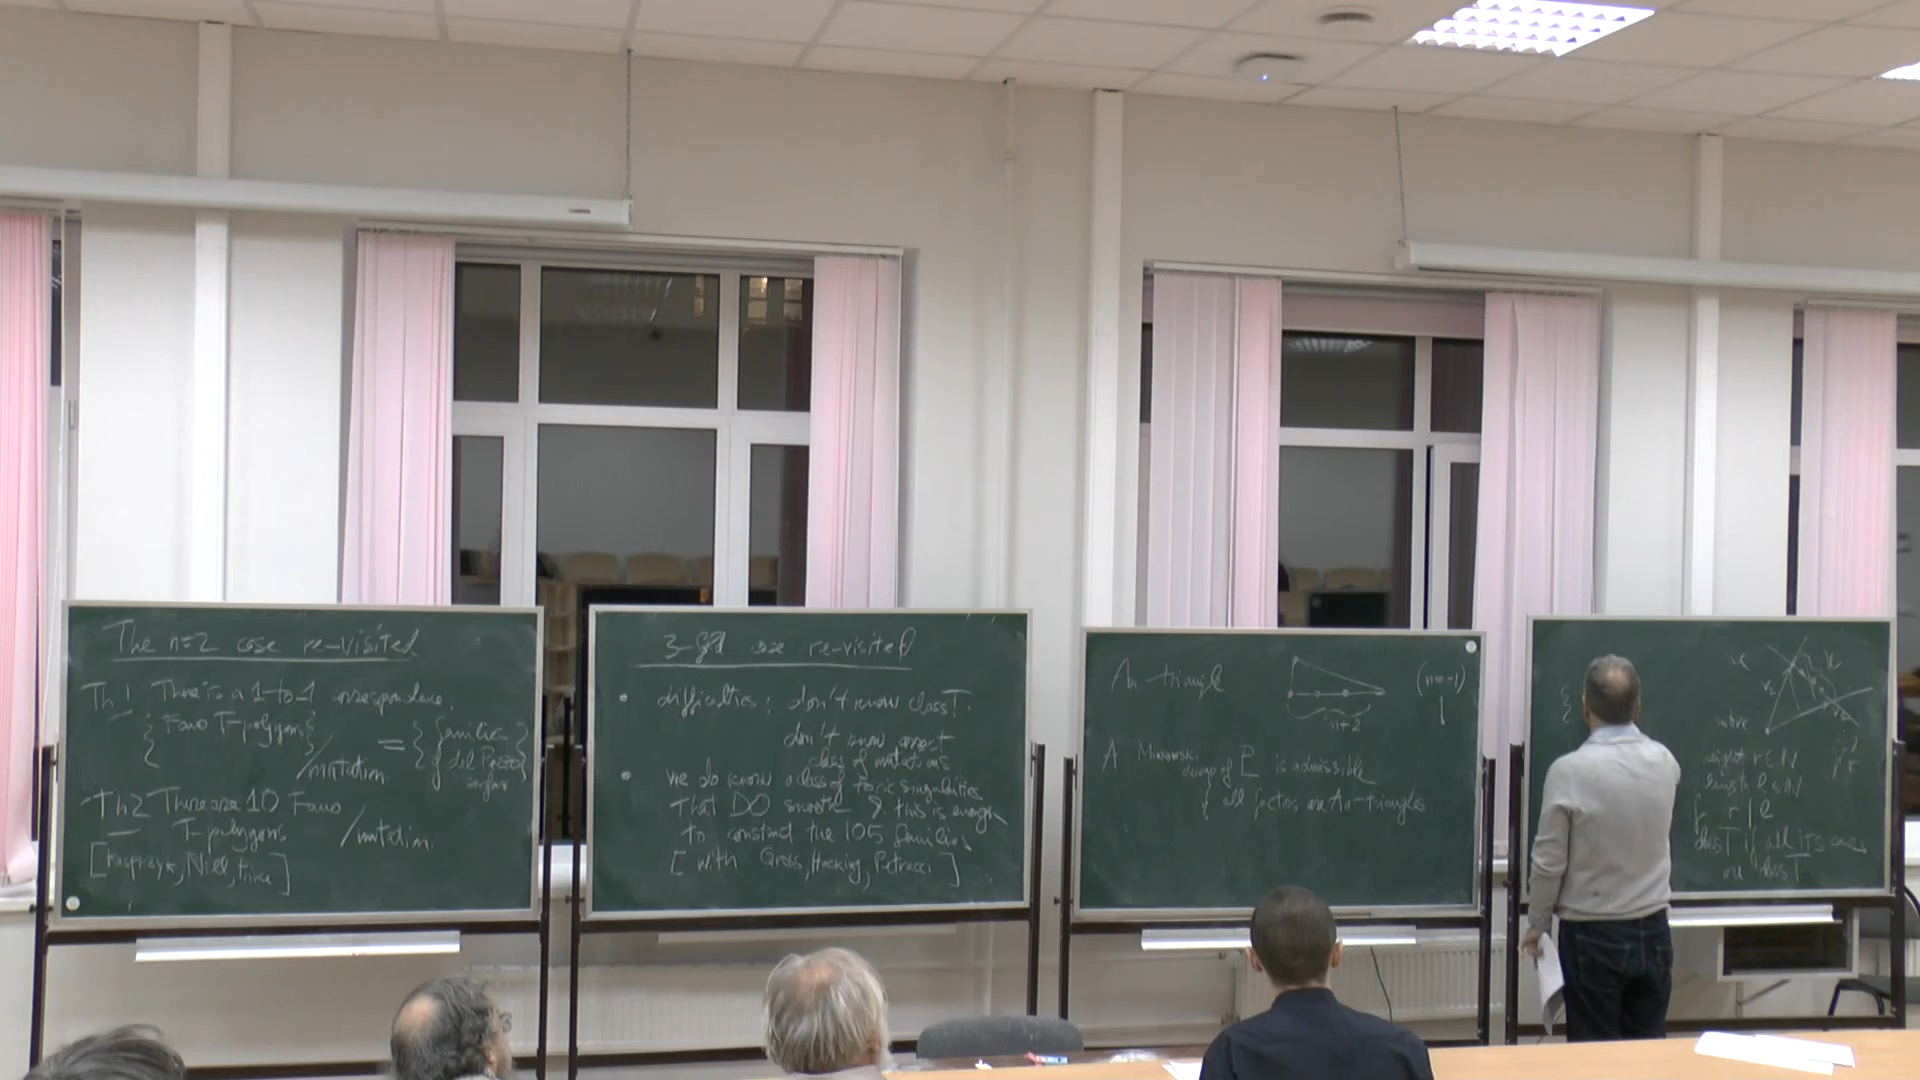 The n=2 case re-visited
Th1 There is a 1-to-1 correspondence:
{Fano T-polygons} /mutation = {families of del Pezzo surfaces}
Th2 There are 10 Fano
T-polygons /mutation.
[Kasprzyk, Nill, Prince]
3-fold case re-visited
• difficulties: don't know class T.
don't know correct
class of mutations
• we do know a class of toric singularities
that DO smooth &. this is enough
to construct the 105 families
[with Gross, Hacking, Petracci]
An-triangle
n+2
(n=-1)
A Minkowski
decomp of P is admissible
if all factors are An-triangles
where
height r∈N
length l∈N
r | l
class T if all its cones
are class T